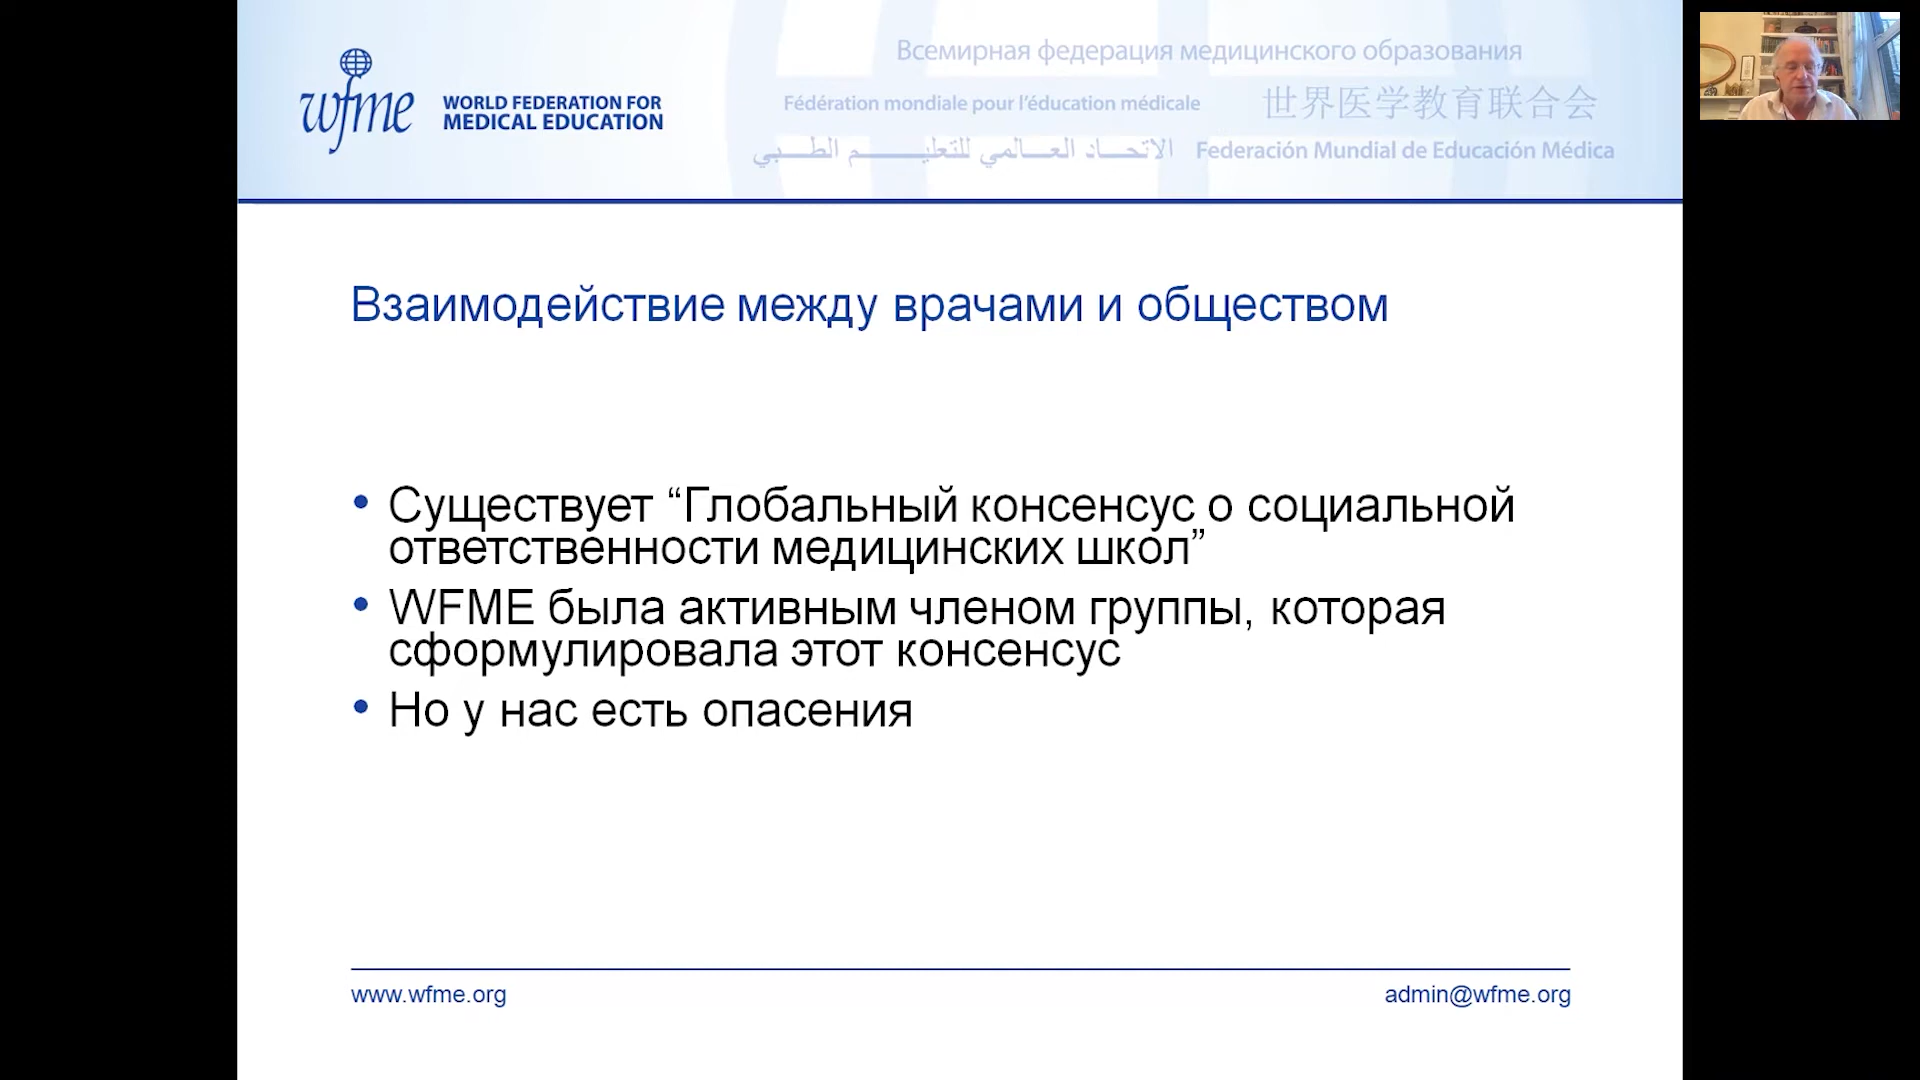 wfme
WORLD FEDERATION FOR
MEDICAL EDUCATION
Всемирная федерация медицинского образования
Fédération mondiale pour l'éducation médicale
世界医学教育联合会
الاتحـــاد العـــالمي للتعليـــــم الطـــبي
Federación Mundial de Educación Médica
Взаимодействие между врачами и обществом
• Существует “Глобальный консенсус о социальной
ответственности медицинских школ”
• WFME была активным членом группы, которая
сформулировала этот консенсус
• Но у нас есть опасения
www.wfme.org
admin@wfme.org